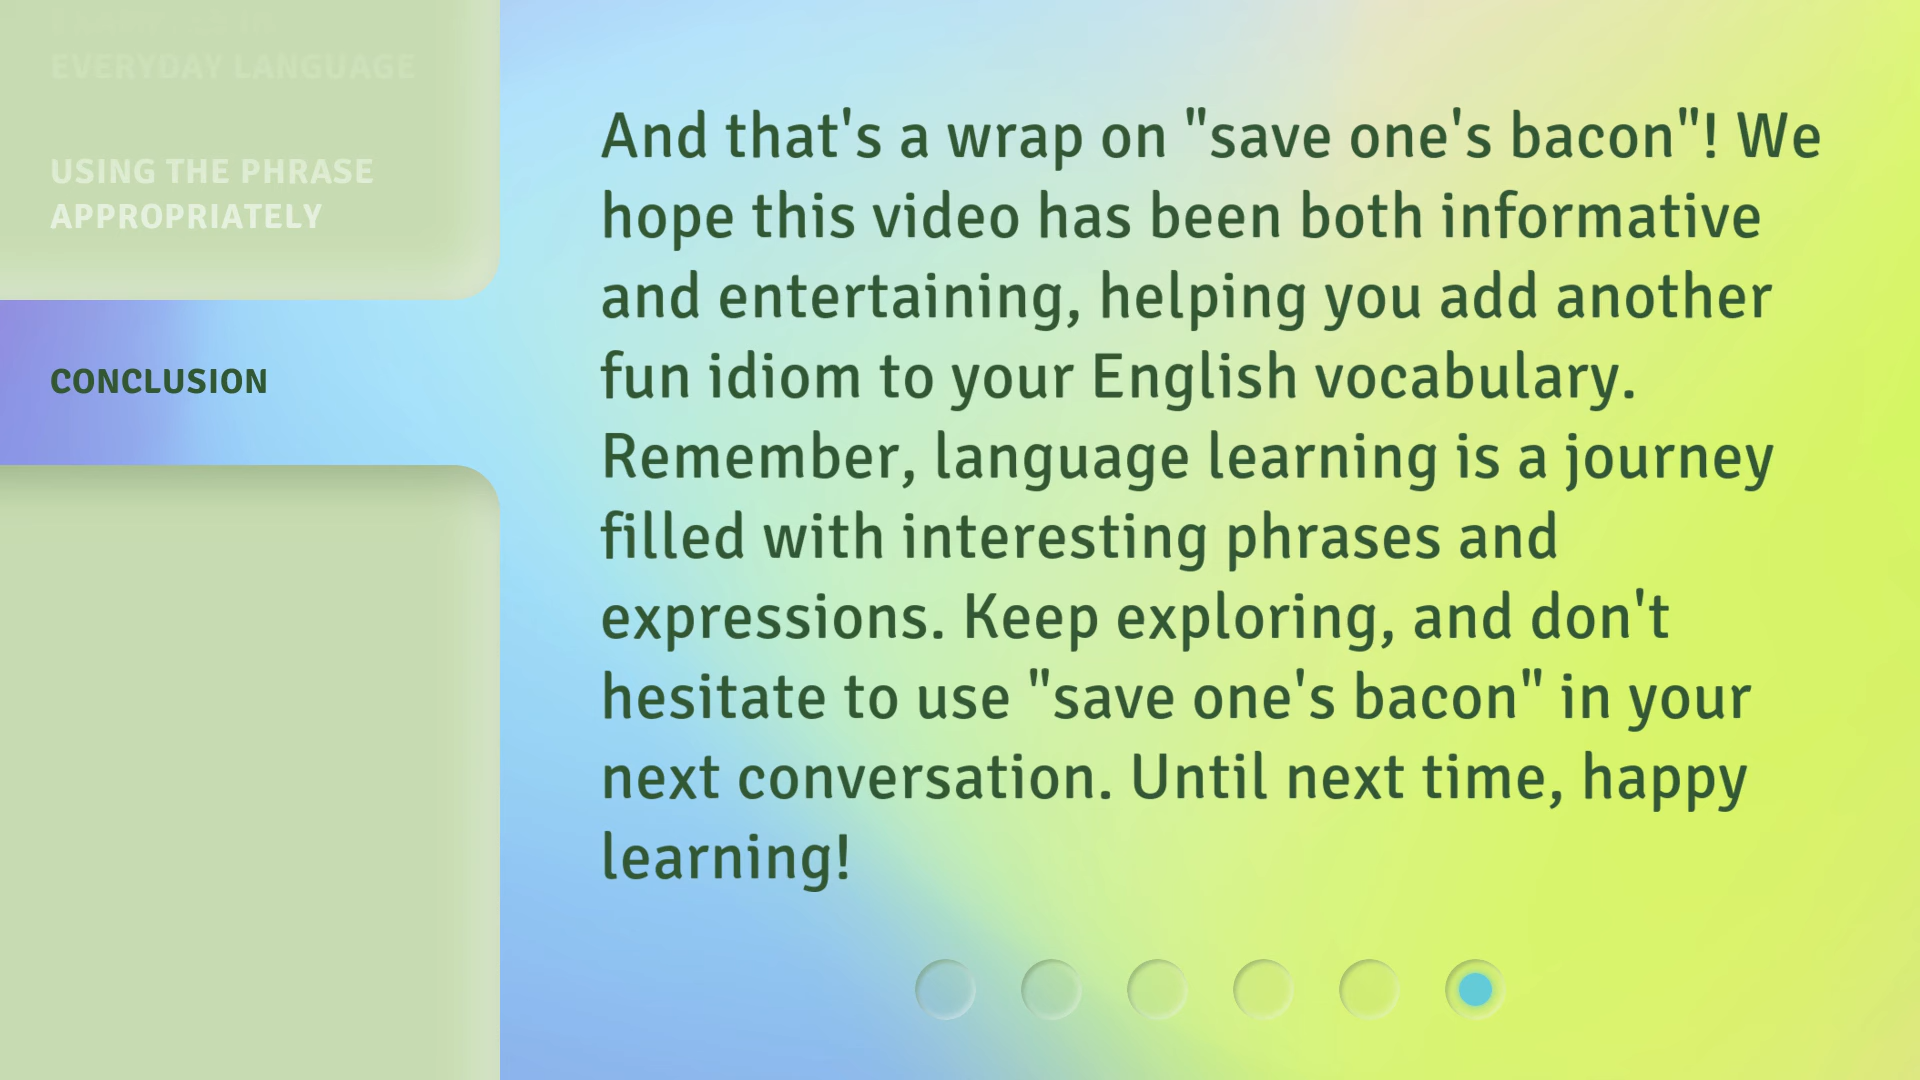 EVERYDAY LANGUAGE
USING THE PHRASE
APPROPRIATELY
CONCLUSION
And that's a wrap on "save one's bacon"! We
hope this video has been both informative
and entertaining, helping you add another
fun idiom to your English vocabulary.
Remember, language learning is a journey
filled with interesting phrases and
expressions. Keep exploring, and don't
hesitate to use "save one's bacon" in your
next conversation. Until next time, happy
learning!